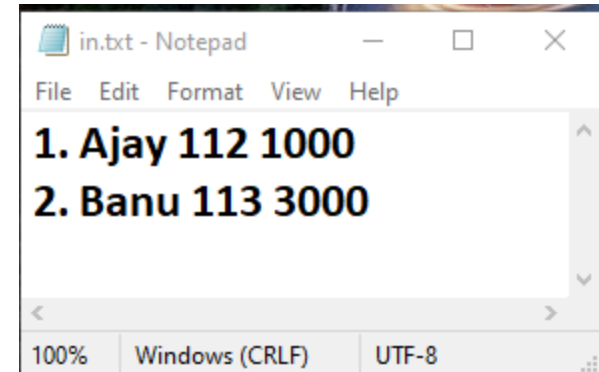 in.txt - Notepad
File Edit Format View Help
1. Ajay 112 1000
2. Banu 113 3000
100% Windows (CRLF) UTF-8